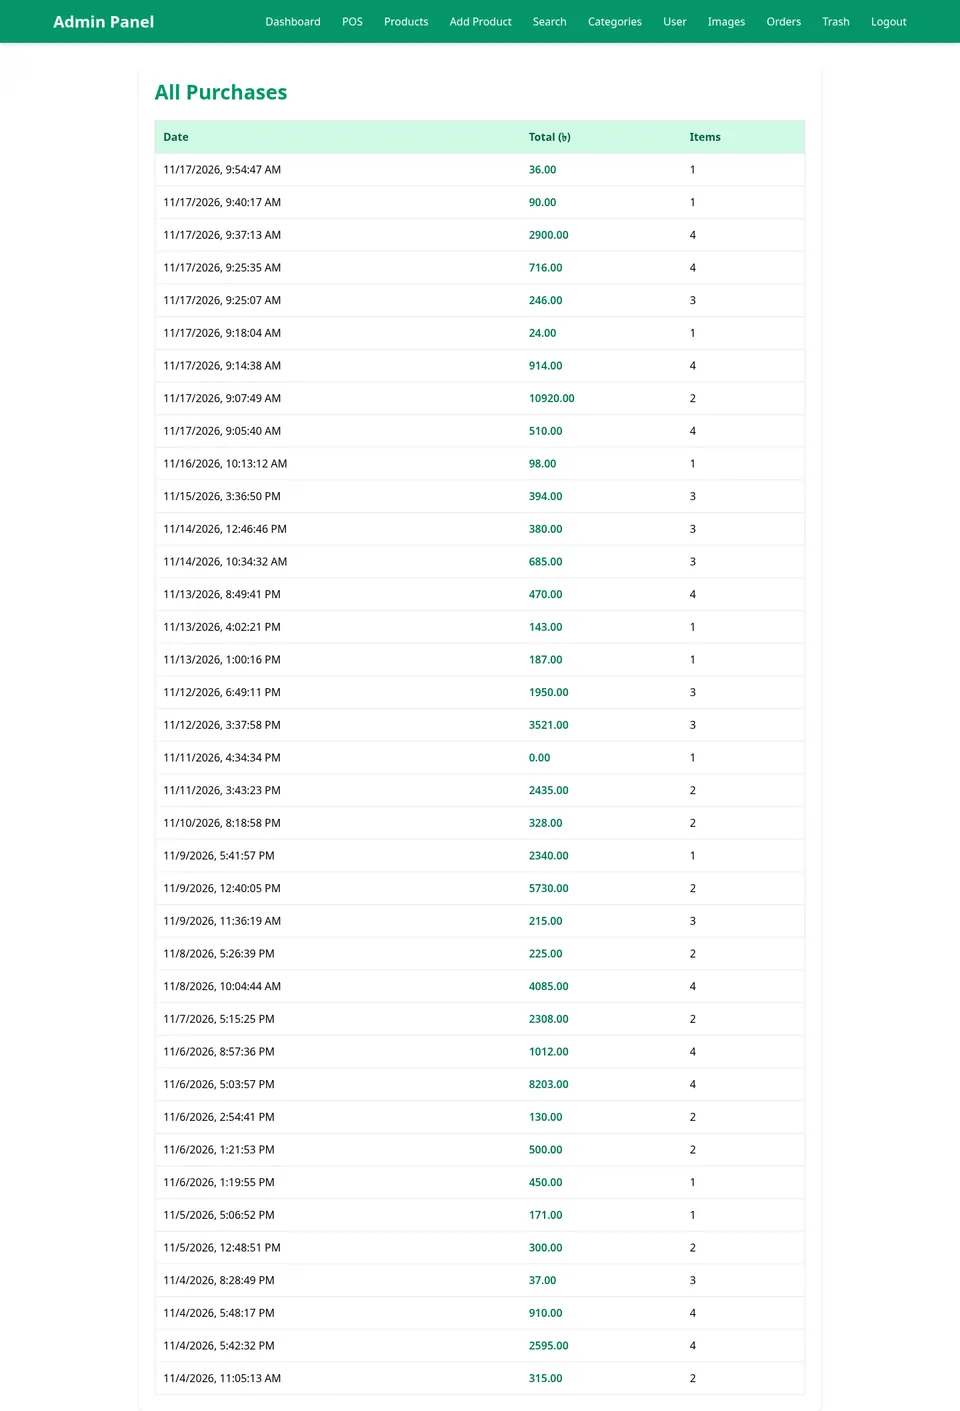 Admin Panel Dashboard POS Products Add Product Search Categories User Images Orders Trash Logout
All Purchases
Date Total (৳) Items
11/17/2026, 9:54:47 AM 36.00 1
11/17/2026, 9:40:17 AM 90.00 1
11/17/2026, 9:37:13 AM 2900.00 4
11/17/2026, 9:25:35 AM 716.00 4
11/17/2026, 9:25:07 AM 246.00 3
11/17/2026, 9:18:04 AM 24.00 1
11/17/2026, 9:14:38 AM 914.00 4
11/17/2026, 9:07:49 AM 10920.00 2
11/17/2026, 9:05:40 AM 510.00 4
11/16/2026, 10:13:12 AM 98.00 1
11/15/2026, 3:36:50 PM 394.00 3
11/14/2026, 12:46:46 PM 380.00 3
11/14/2026, 10:34:32 AM 685.00 3
11/13/2026, 8:49:41 PM 470.00 4
11/13/2026, 4:02:21 PM 143.00 1
11/13/2026, 1:00:16 PM 187.00 1
11/12/2026, 6:49:11 PM 1950.00 3
11/12/2026, 3:37:58 PM 3521.00 3
11/11/2026, 4:34:34 PM 0.00 1
11/11/2026, 3:43:23 PM 2435.00 2
11/10/2026, 8:18:58 PM 328.00 2
11/9/2026, 5:41:57 PM 2340.00 1
11/9/2026, 12:40:05 PM 5730.00 2
11/9/2026, 11:36:19 AM 215.00 3
11/8/2026, 5:26:39 PM 225.00 2
11/8/2026, 10:04:44 AM 4085.00 4
11/7/2026, 5:15:25 PM 2308.00 2
11/6/2026, 8:57:36 PM 1012.00 4
11/6/2026, 5:03:57 PM 8203.00 4
11/6/2026, 2:54:41 PM 130.00 2
11/6/2026, 1:21:53 PM 500.00 2
11/6/2026, 1:19:55 PM 450.00 1
11/5/2026, 5:06:52 PM 171.00 1
11/5/2026, 12:48:51 PM 300.00 2
11/4/2026, 8:28:49 PM 37.00 3
11/4/2026, 5:48:17 PM 910.00 4
11/4/2026, 5:42:32 PM 2595.00 4
11/4/2026, 11:05:13 AM 315.00 2